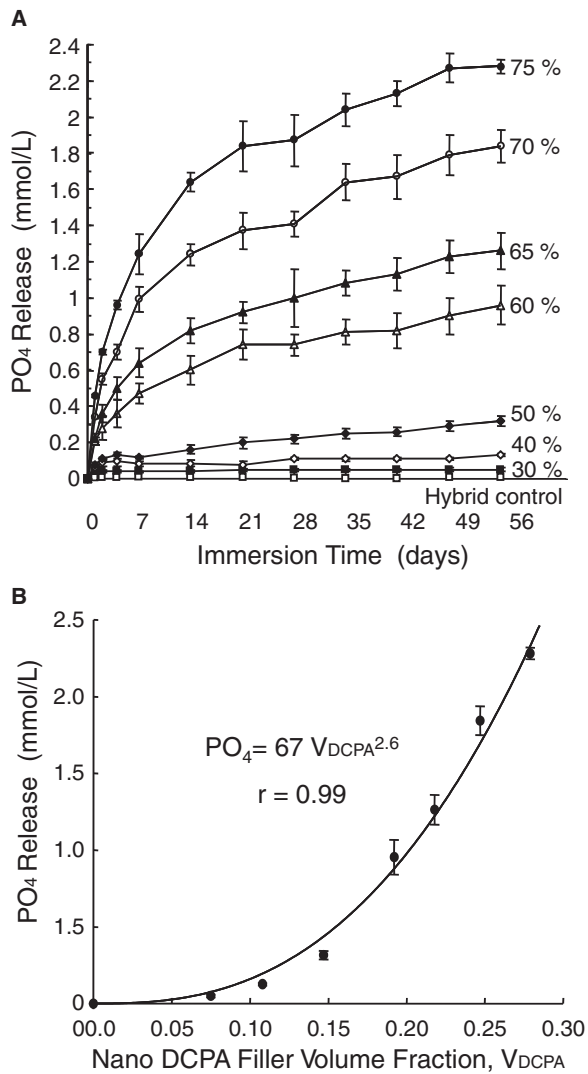 A
2.4
2.2
2
1.8
1.6
1.4
1.2
1
0.8
0.6
0.4
0.2
0
PO4 Release (mmol/L)
75 %
70 %
65 %
60 %
50 %
40 %
30 %
Hybrid control
0 7 14 21 28 35 42 49 56
Immersion Time (days)
B
2.5
2.0
1.5
1.0
1.5
0
PO4 Release (mmol/L)
PO4= 67 VDCPA2.6
r = 0.99
00.0 0.05 0.10 0.15 0.20 0.25 0.30
Nano DCPA Filler Volume Fraction, VDCPA